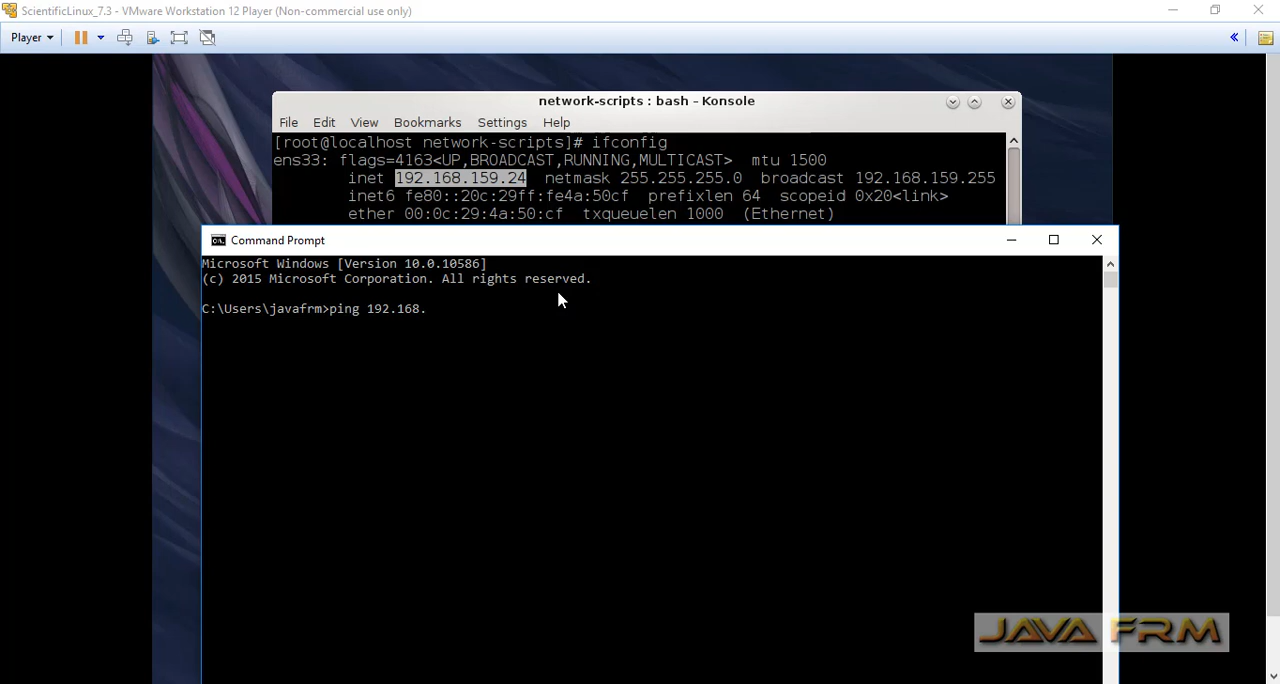 ScientificLinux_7.3 - VMware Workstation 12 Player (Non-commercial use only)
Player
network-scripts : bash – Konsole
File Edit View Bookmarks Settings Help
[root@localhost network-scripts]# ifconfig
ens33: flags=4163<UP,BROADCAST,RUNNING,MULTICAST>  mtu 1500
inet 192.168.159.24  netmask 255.255.255.0  broadcast 192.168.159.255
inet6 fe80::20c:29ff:fe4a:50cf  prefixlen 64  scopeid 0x20<link>
ether 00:0c:29:4a:50:cf  txqueuelen 1000  (Ethernet)
Command Prompt
Microsoft Windows [Version 10.0.10586]
(c) 2015 Microsoft Corporation. All rights reserved.
C:\Users\javafrm>ping 192.168.
JAVA FRM